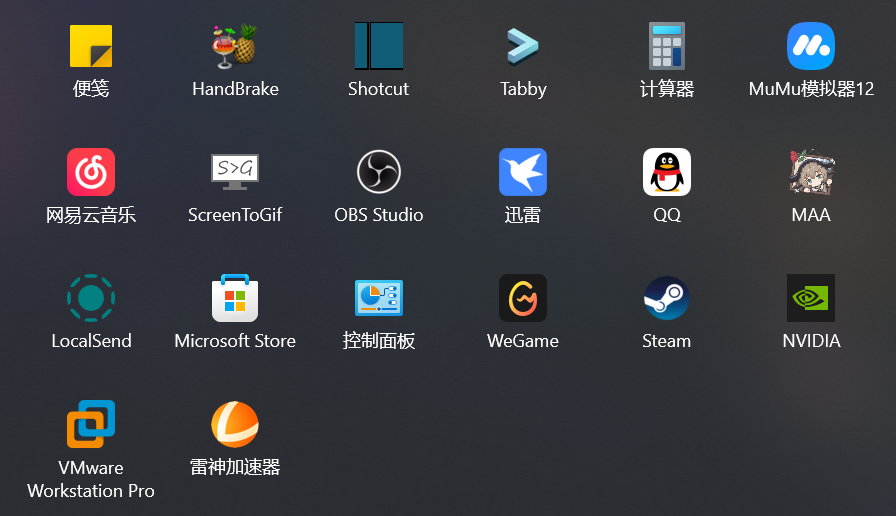 便笺
HandBrake
Shotcut
Tabby
计算器
MuMu模拟器12
网易云音乐
S>G
ScreenToGif
OBS Studio
迅雷
QQ
MAA
LocalSend
Microsoft Store
控制面板
WeGame
Steam
NVIDIA
VMware
Workstation Pro
雷神加速器